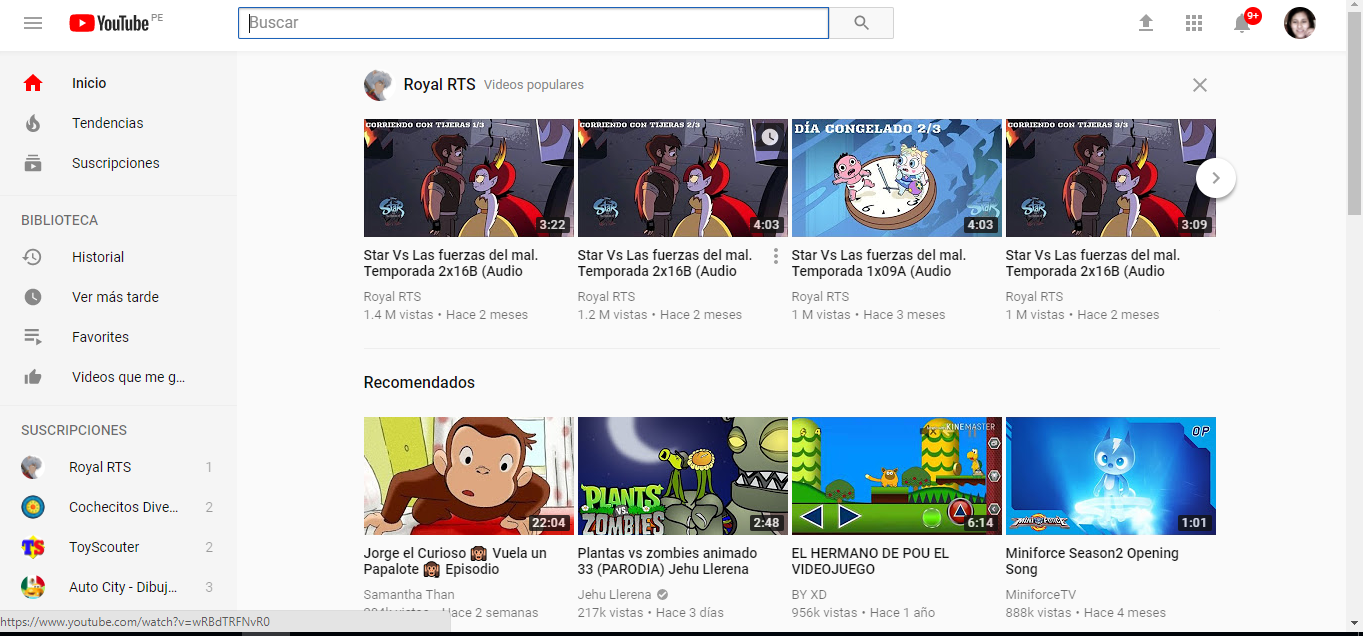 YouTube PE
Buscar
9+
Inicio
Tendencias
Suscripciones
BIBLIOTECA
Historial
Ver más tarde
Favorites
Videos que me g...
SUSCRIPCIONES
Royal RTS 1
Cochecitos Dive... 2
ToyScouter 2
Auto City - Dibuj... 3
https://www.youtube.com/watch?v=wRBdTRFNvR0
Royal RTS Videos populares
CORRIENDO CON TIJERAS 1/3
3:22
Star Vs Las fuerzas del mal.
Temporada 2x16B (Audio
Royal RTS
1.4 M vistas • Hace 2 meses
CORRIENDO CON TIJERAS 2/3
4:03
Star Vs Las fuerzas del mal.
Temporada 2x16B (Audio
Royal RTS
1.2 M vistas • Hace 2 meses
DÍA CONGELADO 2/3
4:03
Star Vs Las fuerzas del mal.
Temporada 1x09A (Audio
Royal RTS
1 M vistas • Hace 3 meses
CORRIENDO CON TIJERAS 3/3
3:09
Star Vs Las fuerzas del mal.
Temporada 2x16B (Audio
Royal RTS
1 M vistas • Hace 2 meses
Recomendados
22:04
Jorge el Curioso 🙉 Vuela un
Papalote 🙉 Episodio
Samantha Than
Hace 2 semanas
PLANTS
VS.
ZOMBIES
2:48
Plantas vs zombies animado
33 (PARODIA) Jehu Llerena
Jehu Llerena
217k vistas • Hace 3 días
KINEMASTER
6:14
EL HERMANO DE POU EL
VIDEOJUEGO
BY XD
956k vistas • Hace 1 año
OP
MINIFORCE
1:01
Miniforce Season2 Opening
Song
MiniforceTV
888k vistas • Hace 4 meses